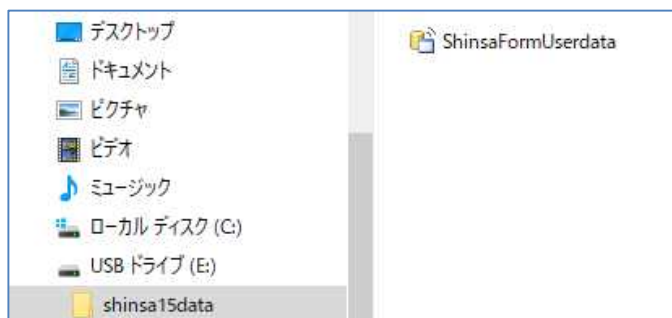 デスクトップ
ドキュメント
ピクチャ
ビデオ
ミュージック
ローカル ディスク (C:)
USB ドライブ (E:)
shinsa15data
ShinsaFormUserdata